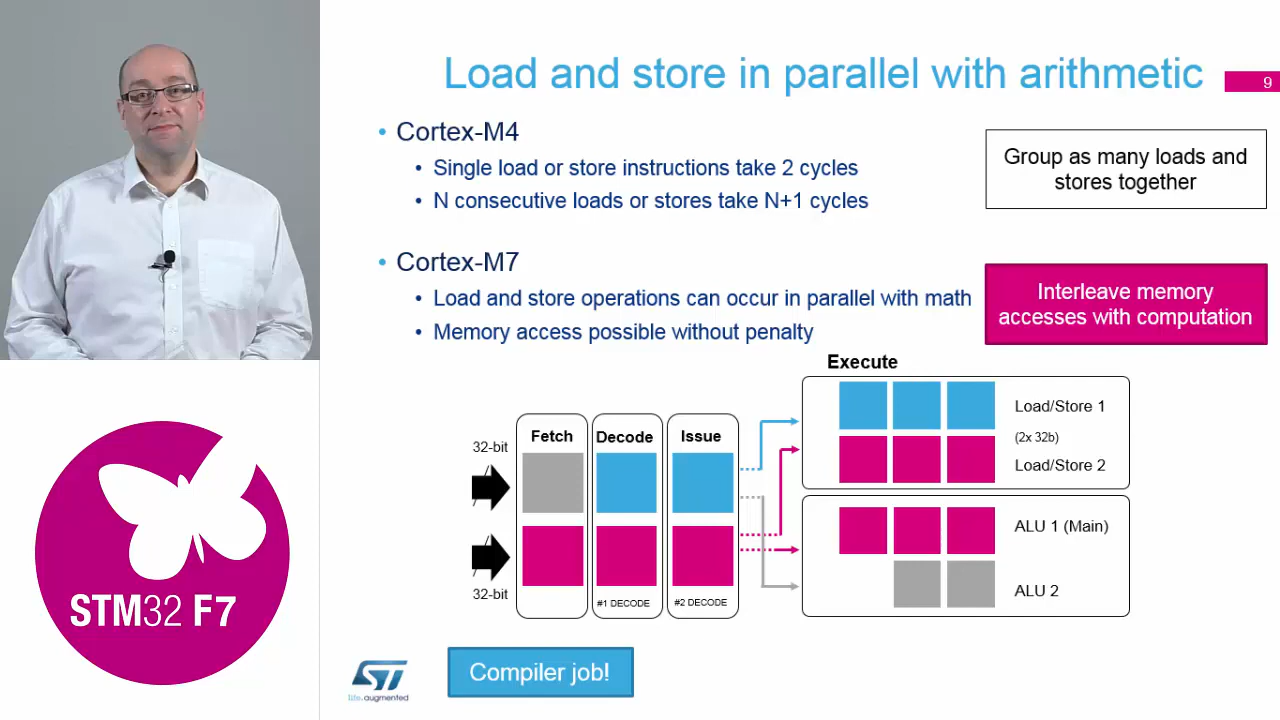 Load and store in parallel with arithmetic
9
• Cortex-M4
• Single load or store instructions take 2 cycles
• N consecutive loads or stores take N+1 cycles
Group as many loads and
stores together
• Cortex-M7
• Load and store operations can occur in parallel with math
• Memory access possible without penalty
Interleave memory
accesses with computation
Execute
32-bit
32-bit
Fetch
Decode
Issue
#1 DECODE
#2 DECODE
Load/Store 1
(2x 32b)
Load/Store 2
ALU 1 (Main)
ALU 2
STM32 F7
ST
life.augmented
Compiler job!